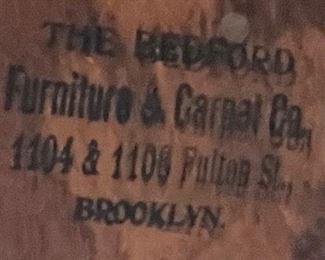 THE BEDFORD
Furniture & Carpet Co.,
1104 & 1106 Fulton St.,
BROOKLYN.